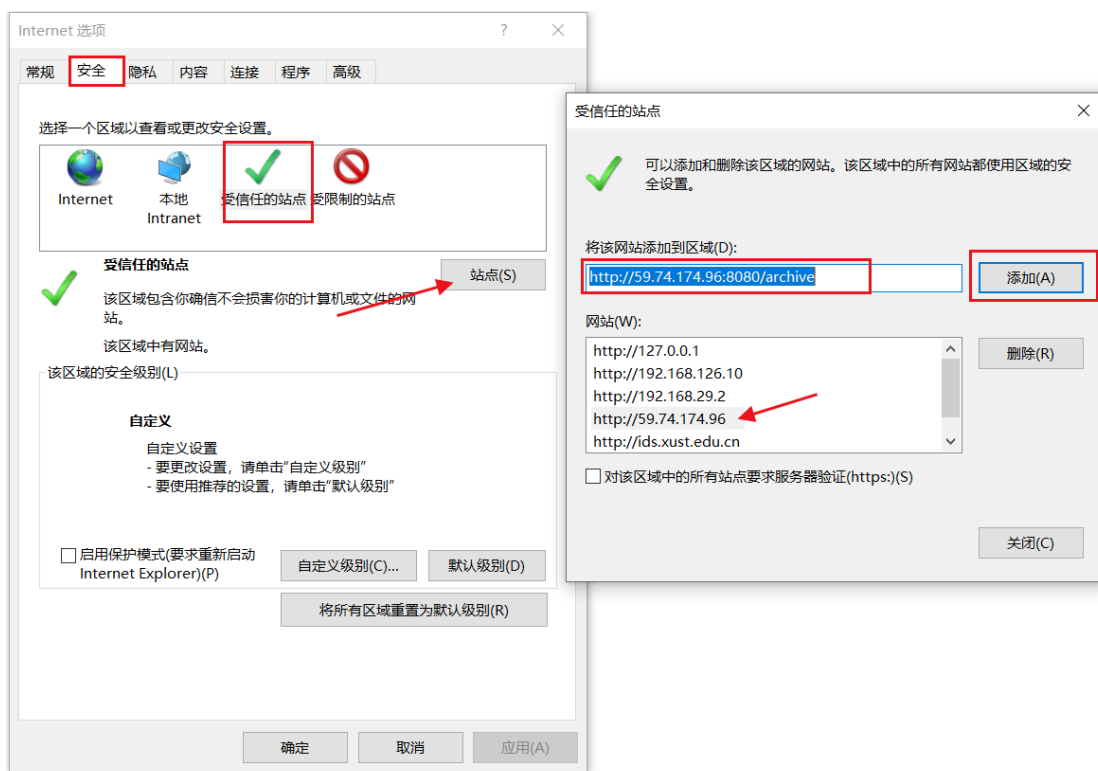 Internet 选项
常规 安全 隐私 内容 连接 程序 高级
选择一个区域以查看或更改安全设置。
Internet
本地
Intranet
受信任的站点
受限制的站点
受信任的站点
站点(S)
该区域包含你确信不会损害你的计算机或文件的网
站。
该区域中有网站。
该区域的安全级别(L)
自定义
自定义设置
- 要更改设置，请单击“自定义级别”
- 要使用推荐的设置，请单击“默认级别”
启用保护模式(要求重新启动
Internet Explorer)(P)
自定义级别(C)...
默认级别(D)
将所有区域重置为默认级别(R)
确定
取消
应用(A)
受信任的站点
可以添加和删除该区域的网站。该区域中的所有网站都使用区域的安
全设置。
将该网站添加到区域(D):
http://59.74.174.96:8080/archive
添加(A)
网站(W):
http://127.0.0.1
http://192.168.126.10
http://192.168.29.2
http://59.74.174.96
http://ids.xust.edu.cn
删除(R)
对该区域中的所有站点要求服务器验证(https:)(S)
关闭(C)